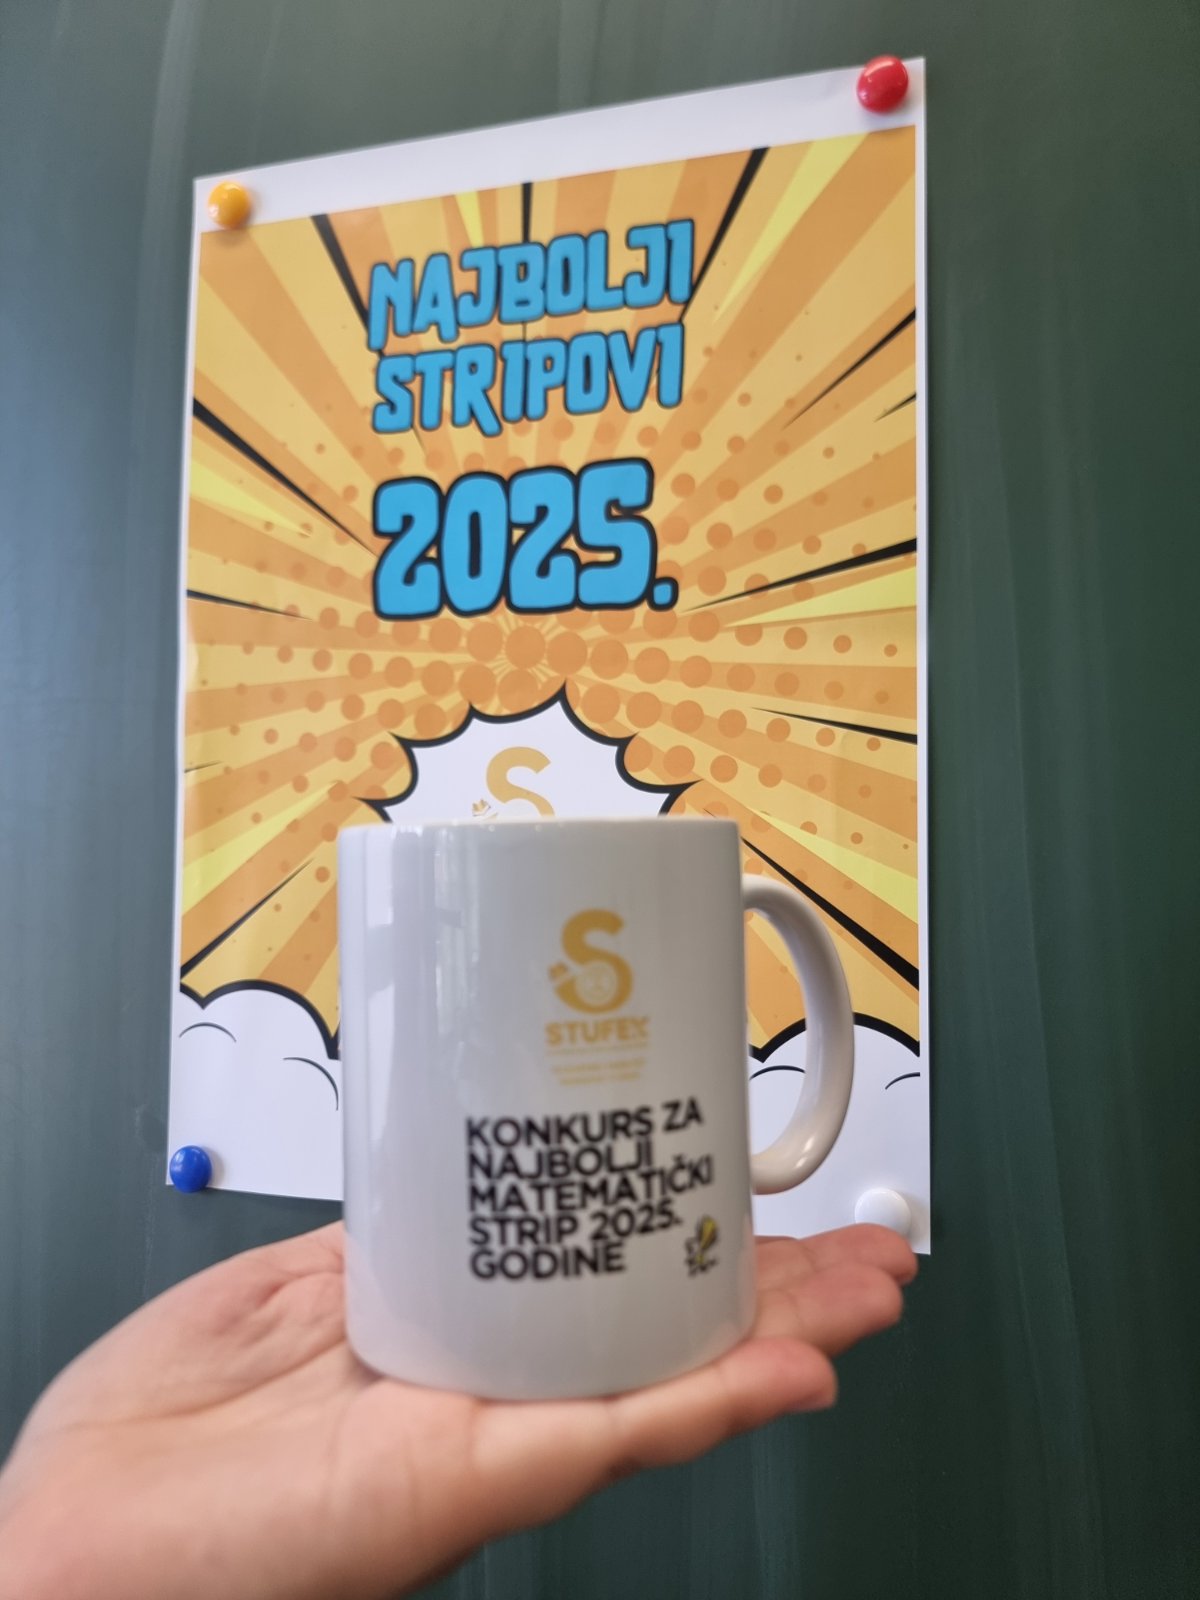 NAJBOLJI
STRIPOVI
2025.
S
S
STUFEX
KONKURS ZA
NAJBOLJI
MATEMATIČKI
STRIP 2025.
GODINE